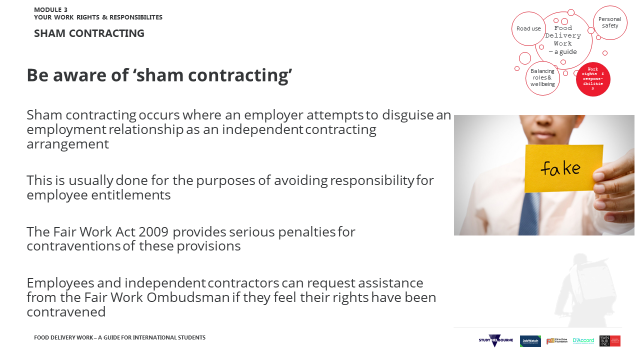 MODULE 3
YOUR WORK RIGHTS & RESPONSIBILITES
SHAM CONTRACTING
Road use
Food
Delivery
Work
– a guide
Personal
safety
Balancing
roles &
wellbeing
Work
rights &
Be aware of ‘sham contracting’
Sham contracting occurs where an employer attempts to disguise an
employment relationship as an independent contracting
arrangement
This is usually done for the purposes of avoiding responsibility for
employee entitlements
The Fair Work Act 2009 provides serious penalties for
contraventions of these provisions
Employees and independent contractors can request assistance
from the Fair Work Ombudsman if they feel their rights have been
contravened
fake
FOOD DELIVERY WORK – A GUIDE FOR INTERNATIONAL STUDENTS